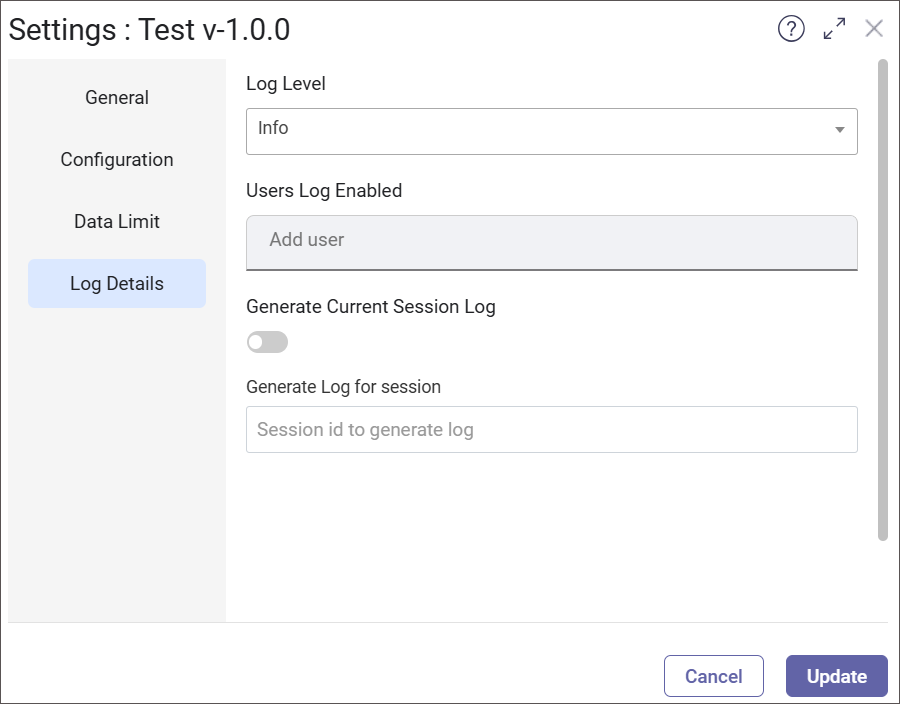 Settings : Test v-1.0.0
?
General
Configuration
Data Limit
Log Details
Log Level
Info
Users Log Enabled
Add user
Generate Current Session Log
Generate Log for session
Session id to generate log
Cancel
Update